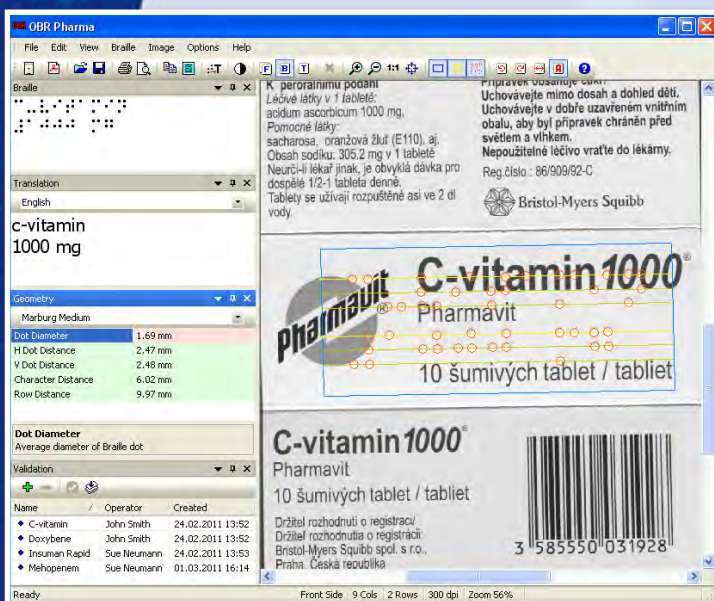 OBR Pharma
File Edit View Braille Image Options Help
F B T 1:1 A
Braille
⠉⠤⠧⠊⠞⠁⠍⠊⠝
⠼⠁⠚⠚⠚ ⠍⠛
Translation
English
c-vitamin
1000 mg
Geometry
Marburg Medium
Dot Diameter 1.69 mm
H Dot Distance 2.47 mm
V Dot Distance 2.48 mm
Character Distance 6.02 mm
Row Distance 9.97 mm
Dot Diameter
Average diameter of Braille dot
Validation
Name Operator Created
C-vitamin John Smith 24.02.2011 13:52
Doxybene John Smith 24.02.2011 13:52
Insuman Rapid Sue Neumann 24.02.2011 13:53
Mehopenem Sue Neumann 01.03.2011 16:14
K perorálnímu podání
Léčivé látky v 1 tabletě:
acidum ascorbicum 1000 mg,
Pomocné látky:
sacharosa, oranžová žluť (E110), aj.
Obsah sodíku: 305.2 mg v 1 tabletě
Neurčí-li lékař jinak, je obvyklá dávka pro
dospělé 1/2-1 tableta denně.
Tablety se užívají rozpuštěné asi ve 2 dl
vody.
Přípravek obsahuje cukr.
Uchovávejte mimo dosah a dohled dětí.
Uchovávejte v dobře uzavřeném vnitřním
obalu, aby byl přípravek chráněn před
světlem a vlhkem.
Nepoužitelné léčivo vraťte do lékárny.
Reg.číslo : 86/909/92-C
Bristol-Myers Squibb
pharmavit®
C-vitamin 1000®
Pharmavit
10 šumivých tablet / tabliet
C-vitamin 1000®
Pharmavit
10 šumivých tablet / tabliet
Držitel rozhodnutí o registraci/
Držiteľ rozhodnutia o registrácii:
Bristol-Myers Squibb spol. s r.o.,
Praha, Česká republika
3 585550 031928
Ready Front Side 9 Cols 2 Rows 300 dpi Zoom 56%